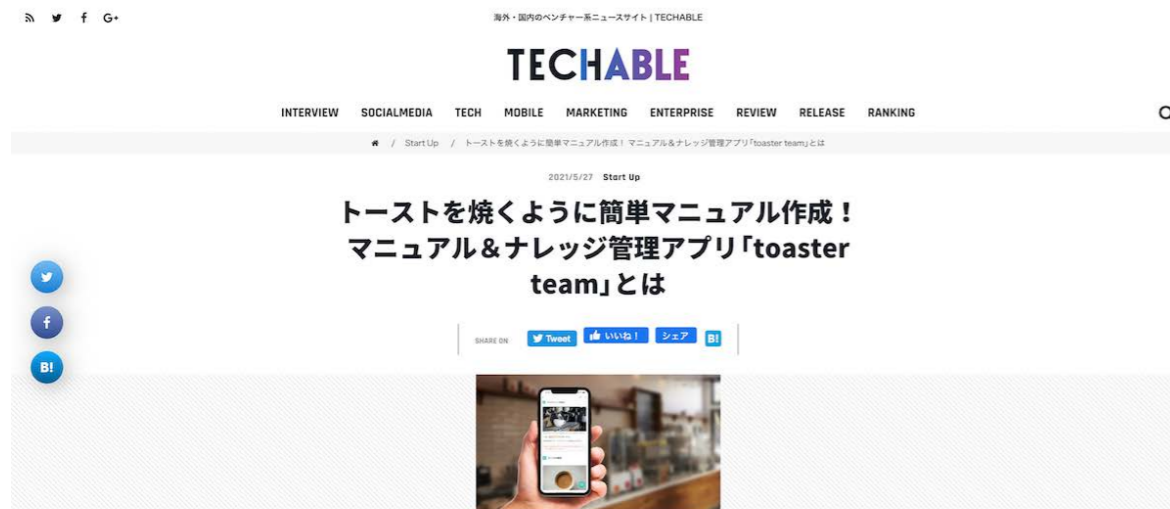 海外・国内のベンチャー系ニュースサイト | TECHABLE
TECHABLE
INTERVIEW SOCIALMEDIA TECH MOBILE MARKETING ENTERPRISE REVIEW RELEASE RANKING
/ Start Up / トーストを焼くように簡単マニュアル作成! マニュアル&ナレッジ管理アプリ「toaster team」とは
2021/5/27 Start Up
トーストを焼くように簡単マニュアル作成!
マニュアル&ナレッジ管理アプリ「toaster
team」とは
SHARE ON Tweet いいね! シェア B!
B!